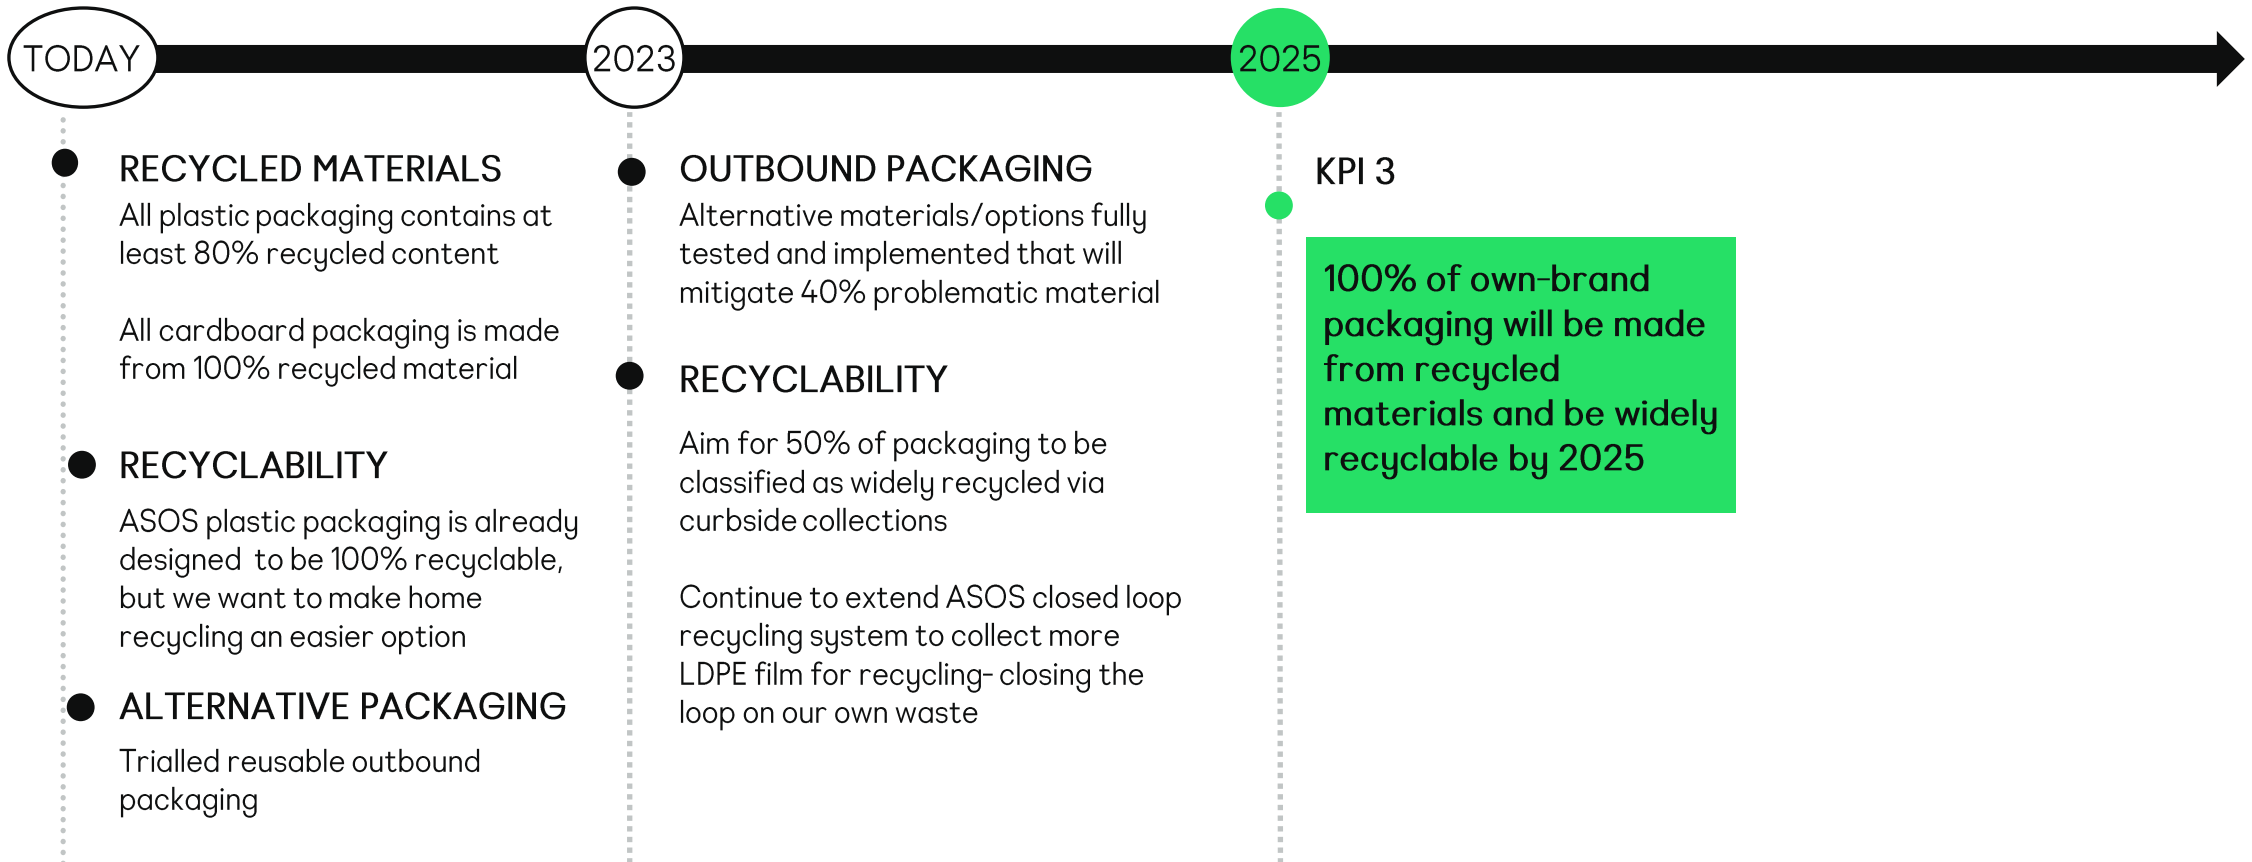 TODAY
2023
2025
RECYCLED MATERIALS
All plastic packaging contains at
least 80% recycled content
All cardboard packaging is made
from 100% recycled material
RECYCLABILITY
ASOS plastic packaging is already
designed to be 100% recyclable,
but we want to make home
recycling an easier option
ALTERNATIVE PACKAGING
Trialled reusable outbound
packaging
OUTBOUND PACKAGING
Alternative materials/options fully
tested and implemented that will
mitigate 40% problematic material
RECYCLABILITY
Aim for 50% of packaging to be
classified as widely recycled via
curbside collections
Continue to extend ASOS closed loop
recycling system to collect more
LDPE film for recycling- closing the
loop on our own waste
KPI 3
100% of own-brand
packaging will be made
from recycled
materials and be widely
recyclable by 2025